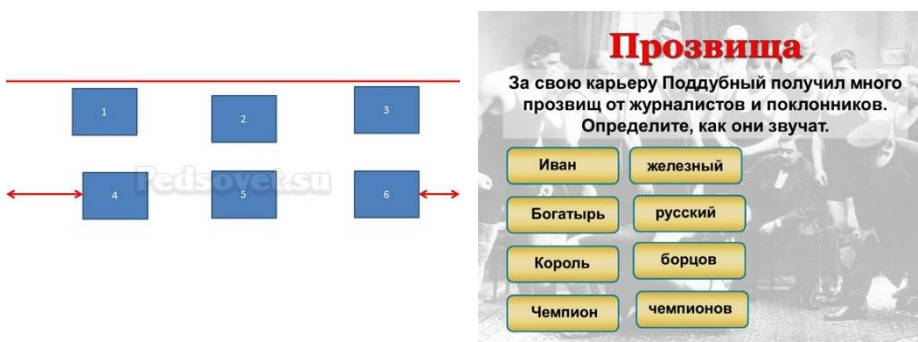 1
2
3
4
5
6
Pedsovet.su
Прозвища
За свою карьеру Поддубный получил много
прозвищ от журналистов и поклонников.
Определите, как они звучат.
Иван
железный
Богатырь
русский
Король
борцов
Чемпион
чемпионов